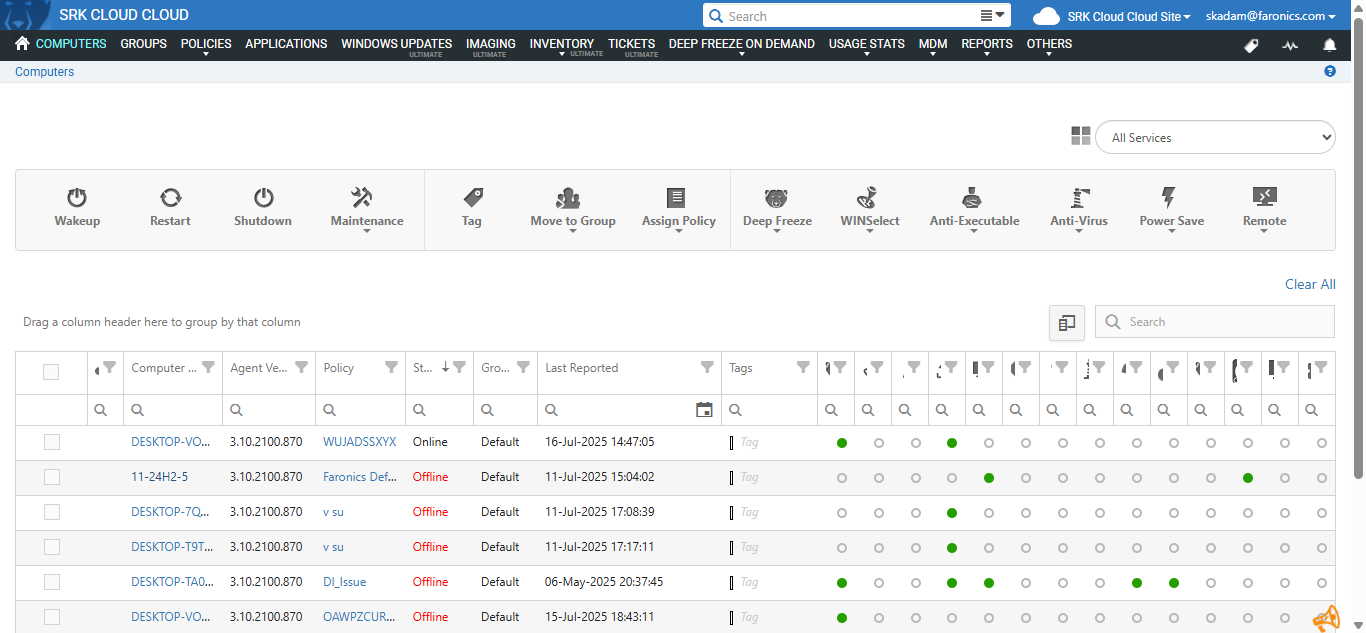 SRK CLOUD CLOUD
Search
SRK Cloud Cloud Site
skadam@faronics.com
COMPUTERS GROUPS POLICIES APPLICATIONS WINDOWS UPDATES IMAGING INVENTORY TICKETS DEEP FREEZE ON DEMAND USAGE STATS MDM REPORTS OTHERS
ULTIMATE ULTIMATE ULTIMATE ULTIMATE
Computers
?
All Services
Wakeup Restart Shutdown Maintenance Tag Move to Group Assign Policy Deep Freeze WINSelect Anti-Executable Anti-Virus Power Save Remote
Clear All
Drag a column header here to group by that column
Search
Computer ... Agent Ve... Policy St... Gro... Last Reported Tags
DESKTOP-VO... 3.10.2100.870 WUJADSSXYX Online Default 16-Jul-2025 14:47:05 Tag
11-24H2-5 3.10.2100.870 Faronics Def... Offline Default 11-Jul-2025 15:04:02 Tag
DESKTOP-7Q... 3.10.2100.870 v su Offline Default 11-Jul-2025 17:08:39 Tag
DESKTOP-T9T... 3.10.2100.870 v su Offline Default 11-Jul-2025 17:17:11 Tag
DESKTOP-TA0... 3.10.2100.870 DI_Issue Offline Default 06-May-2025 20:37:45 Tag
DESKTOP-VO... 3.10.2100.870 OAWPZCUR... Offline Default 15-Jul-2025 18:43:11 Tag